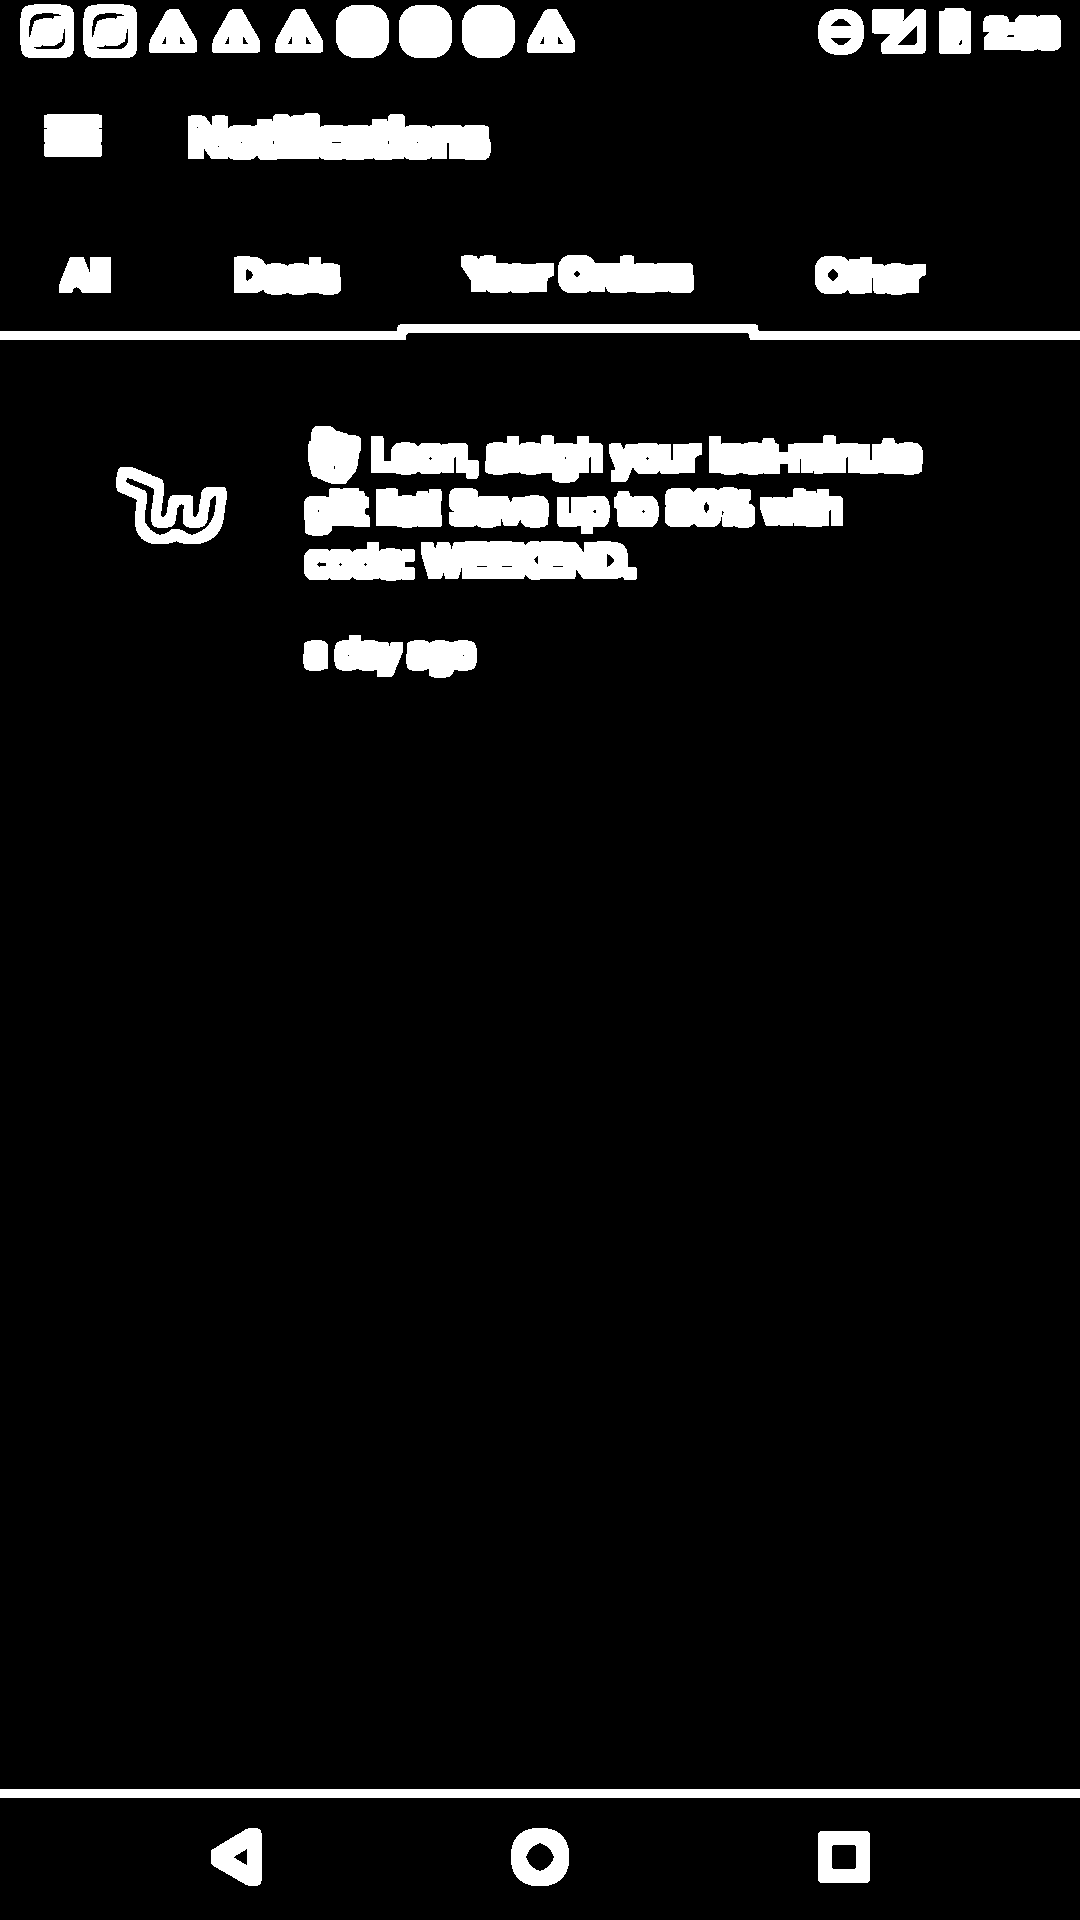 Notifications
All Deals Your Orders Other
Leon, sleigh your last-minute
gift list! Save up to 80% with
code: WEEKEND.
a day ago